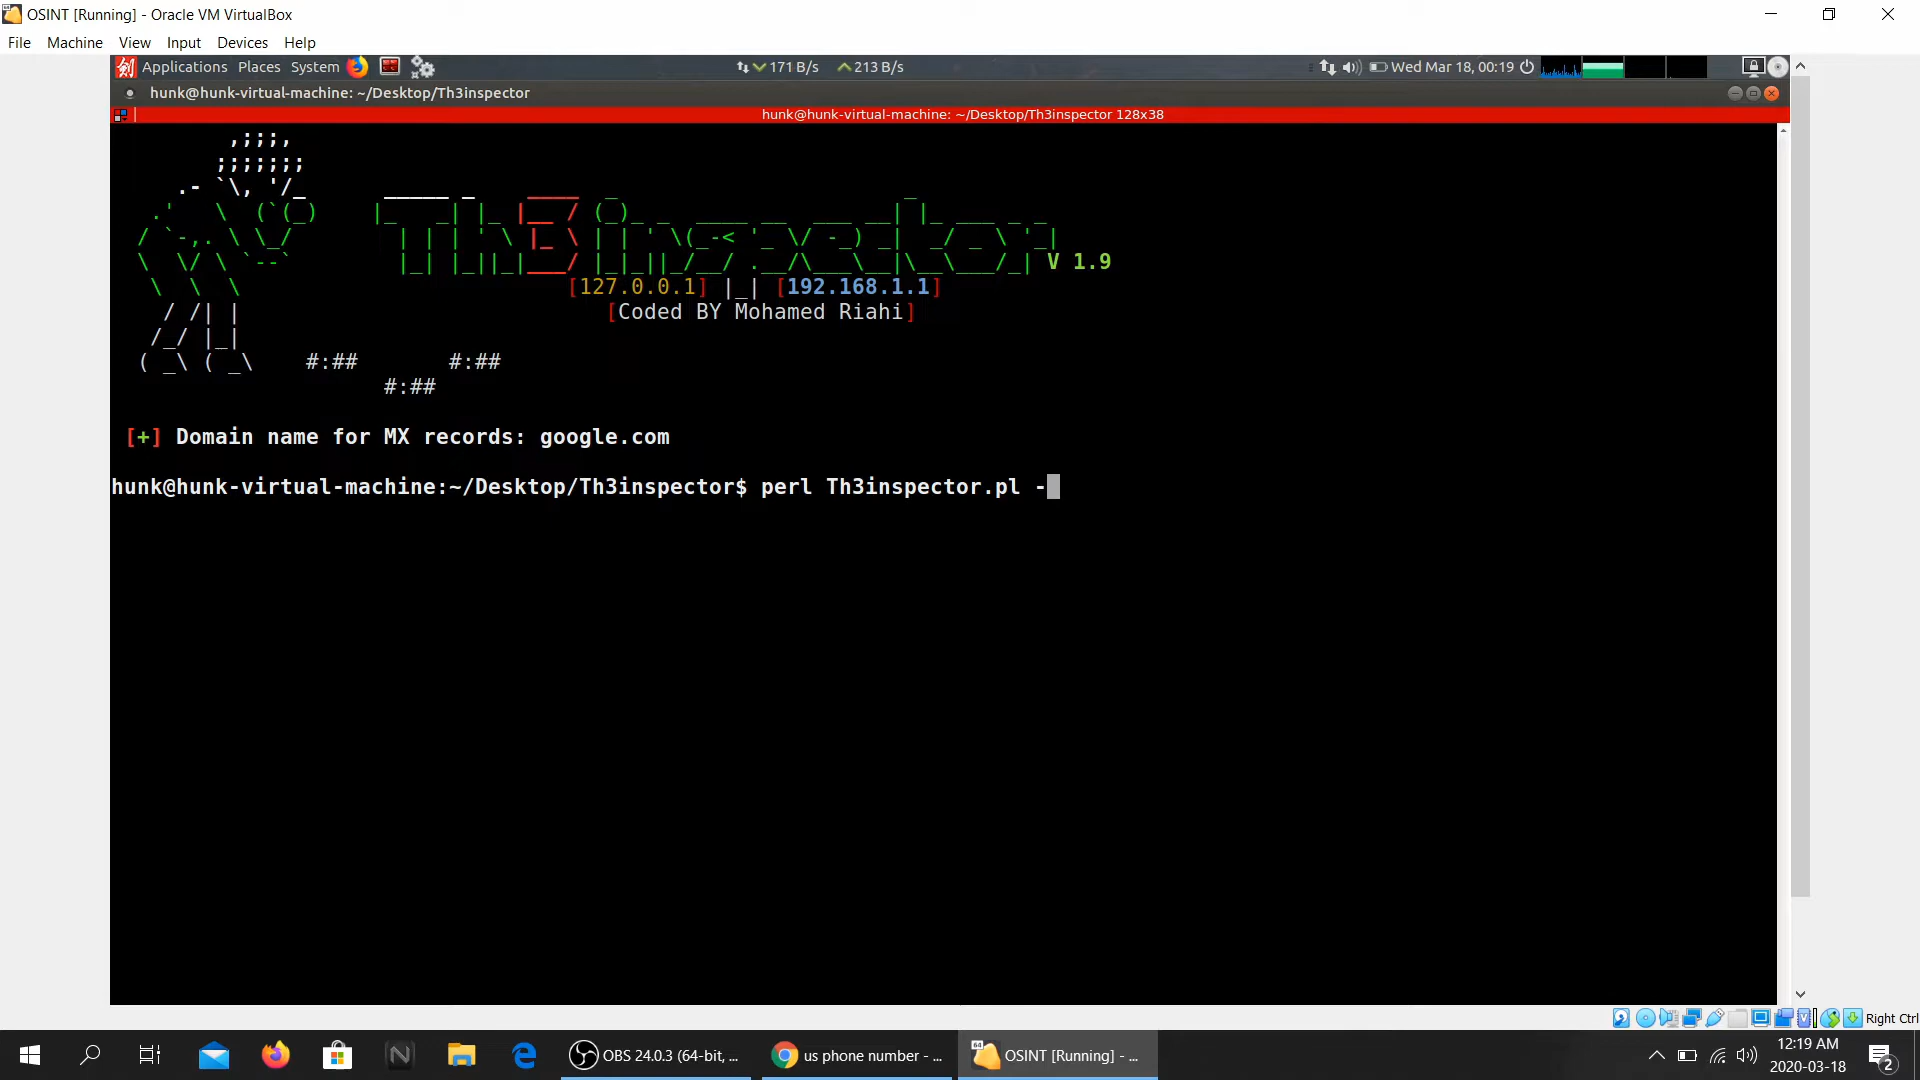 OSINT [Running] - Oracle VM VirtualBox
File Machine View Input Devices Help
Applications Places System 171 B/s 213 B/s Wed Mar 18, 00:19
hunk@hunk-virtual-machine: ~/Desktop/Th3inspector
hunk@hunk-virtual-machine: ~/Desktop/Th3inspector 128x38
Th3inspector V 1.9
[127.0.0.1] |_| [192.168.1.1]
[Coded BY Mohamed Riahi]
#:## #:##
#:##
[+] Domain name for MX records: google.com
hunk@hunk-virtual-machine:~/Desktop/Th3inspector$ perl Th3inspector.pl -
Right Ctrl
OBS 24.0.3 (64-bit, ... us phone number - ... 64 OSINT [Running] - ... 12:19 AM
2020-03-18 2